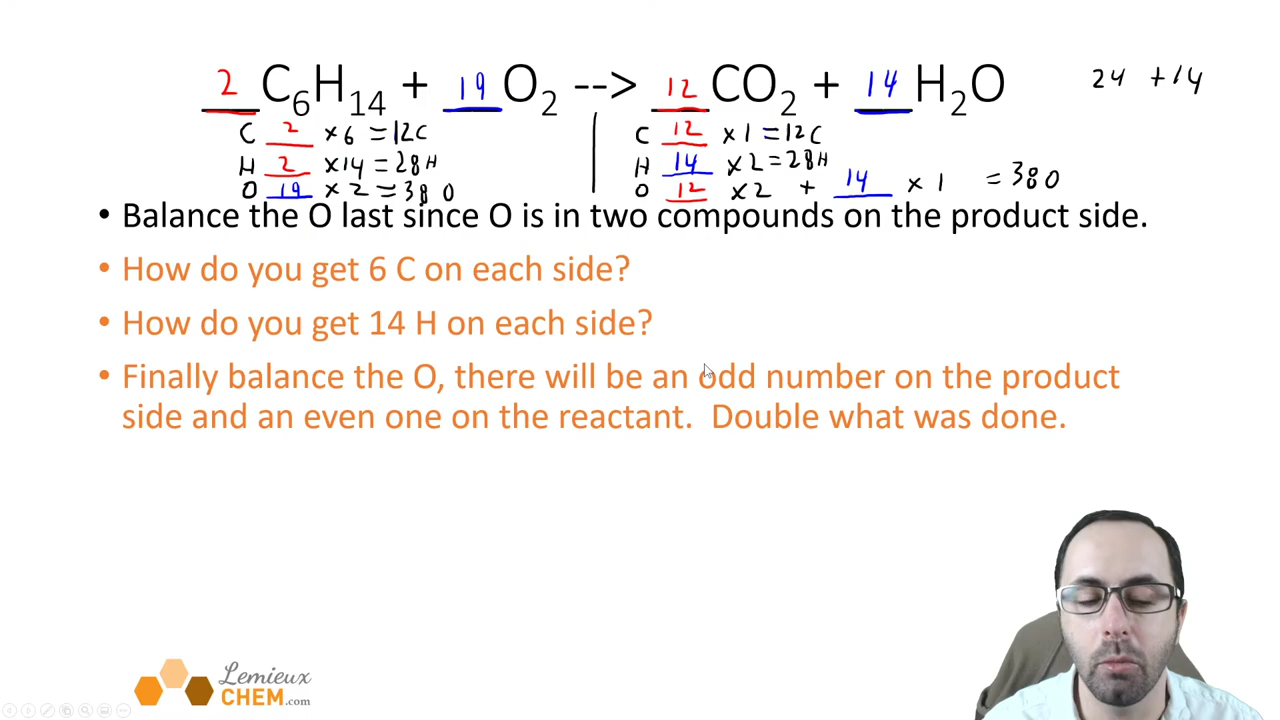 2 C6H14 + 19 O2 --> 12 CO2 + 14 H2O 24 +14
C 2 x6 =12C C 12 x1 =12C
H 2 x14 =28H H 14 x2 =28H
O 19 x2 =38 O O 12 x2 + 14 x1 =38O
• Balance the O last since O is in two compounds on the product side.
• How do you get 6 C on each side?
• How do you get 14 H on each side?
• Finally balance the O, there will be an odd number on the product
side and an even one on the reactant. Double what was done.
Lemieux
CHEM.com